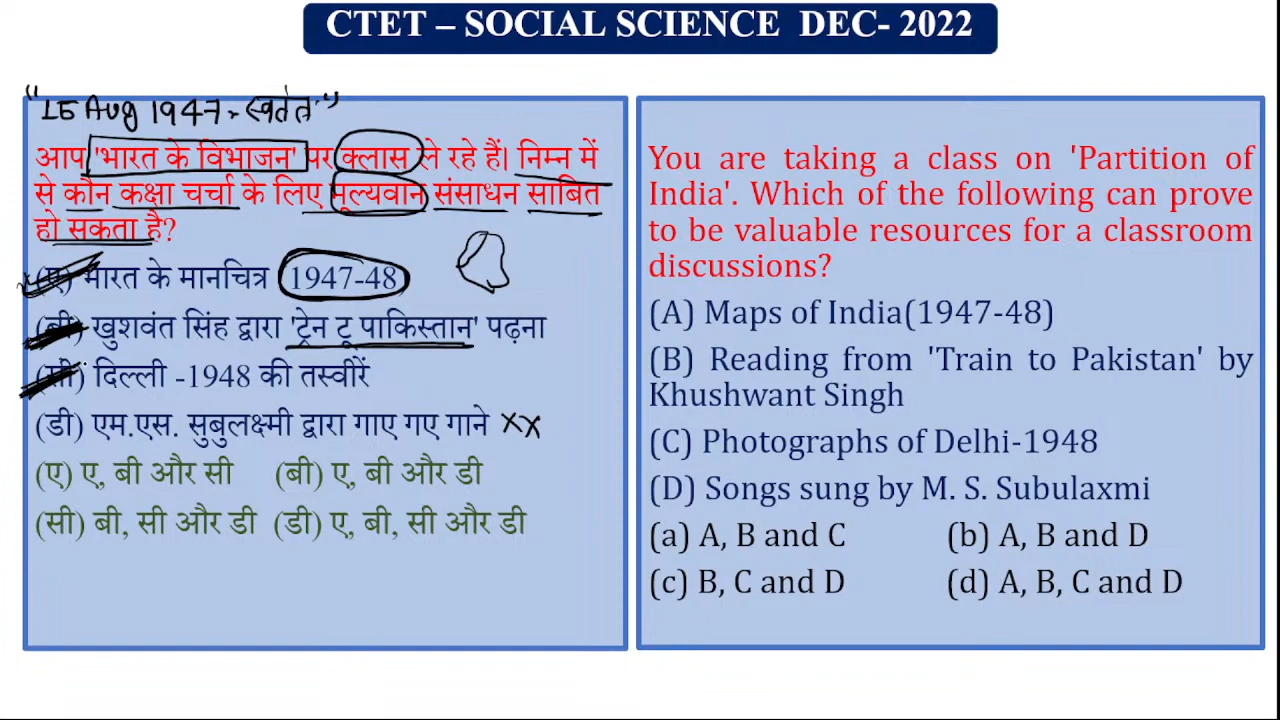 CTET – SOCIAL SCIENCE DEC- 2022
"15 Aug 1947 -
आप 'भारत के विभाजन' पर क्लास ले रहे हैं। निम्न में
से कौन कक्षा चर्चा के लिए मूल्यवान संसाधन साबित
हो सकता है?
(ए) भारत के मानचित्र (1947-48)
(बी) खुशवंत सिंह द्वारा 'ट्रेन टू पाकिस्तान' पढ़ना
(सी) दिल्ली -1948 की तस्वीरें
(डी) एम.एस. सुबुलक्ष्मी द्वारा गाए गए गाने xx
(ए) ए, बी और सी (बी) ए, बी और डी
(सी) बी, सी और डी (डी) ए, बी, सी और डी
You are taking a class on 'Partition of
India'. Which of the following can prove
to be valuable resources for a classroom
discussions?
(A) Maps of India(1947-48)
(B) Reading from 'Train to Pakistan' by
Khushwant Singh
(C) Photographs of Delhi-1948
(D) Songs sung by M. S. Subulaxmi
(a) A, B and C (b) A, B and D
(c) B, C and D (d) A, B, C and D